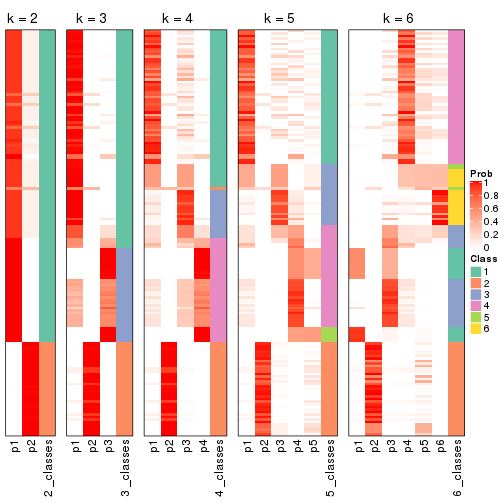 k = 2 k = 3 k = 4 k = 5 k = 6
p1 p2 2_classes
p1 p2 p3 3_classes
p1 p2 p3 p4 4_classes
p1 p2 p3 p4 p5 5_classes
p1 p2 p3 p4 p5 p6 6_classes
Prob
1
0.8
0.6
0.4
0.2
0
Class
1
2
3
4
5
6